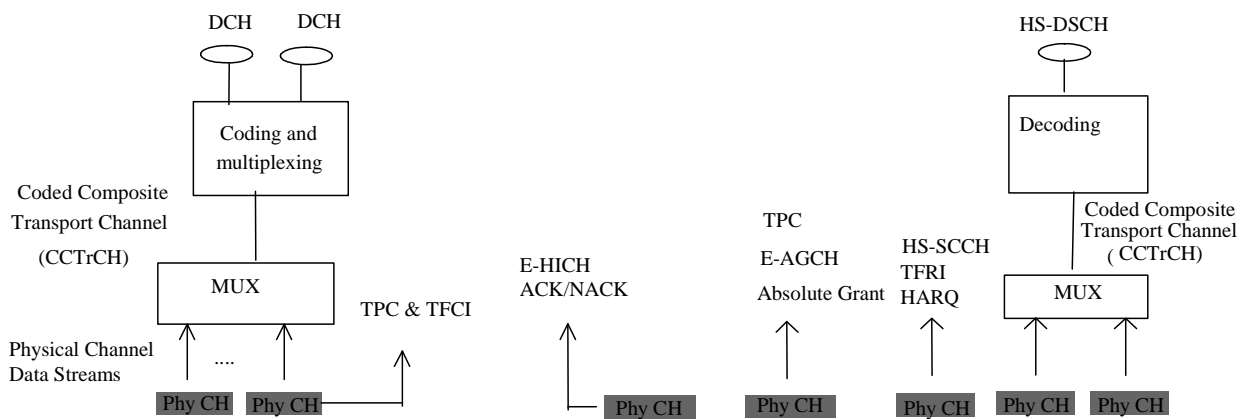 DCH
DCH
Coding and
multiplexing
Coded Composite
Transport Channel
(CCTrCH)
MUX
TPC & TFCI
Physical Channel
Data Streams
....
Phy CH
Phy CH
E-HICH
ACK/NACK
Phy CH
TPC
E-AGCH
Absolute Grant
Phy CH
HS-SCCH
TFRI
HARQ
Phy CH
HS-DSCH
Decoding
Coded Composite
Transport Channel
( CCTrCH)
MUX
Phy CH
Phy CH